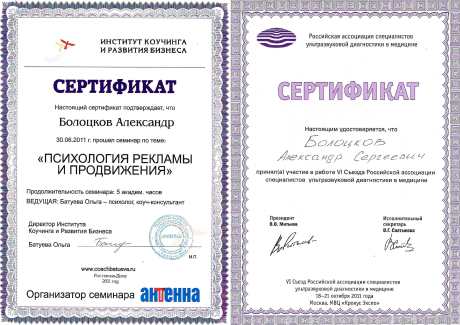 ИНСТИТУТ КОУЧИНГА
И РАЗВИТИЯ БИЗНЕСА
СЕРТИФИКАТ
Настоящий сертификат подтверждает, что
Болоцков Александр
30.06.2011 г. прошел семинар по теме:
«ПСИХОЛОГИЯ РЕКЛАМЫ
И ПРОДВИЖЕНИЯ»
Продолжительность семинара: 5 академ. часов
ВЕДУЩАЯ: Батуева Ольга – психолог, коуч-консультант
Директор Института
Коучинга и Развития Бизнеса
Батуева Ольга
М.П.
www.coachbatueva.ru
Ростов-на-Дону
2011 год
Организатор семинара антенна
Российская ассоциация специалистов
ультразвуковой диагностики в медицине
СЕРТИФИКАТ
Настоящим удостоверяется, что
Болоцков
Александр Сергеевич
принял(а) участие в работе VI Съезда Российской ассоциации
специалистов ультразвуковой диагностики в медицине
Президент
В.В. Митьков
Исполнительный
секретарь
В.Г. Салтыкова
VI Съезд Российской ассоциации специалистов
ультразвуковой диагностики в медицине
18–21 октября 2011 года
Москва, МВЦ «Крокус Экспо»